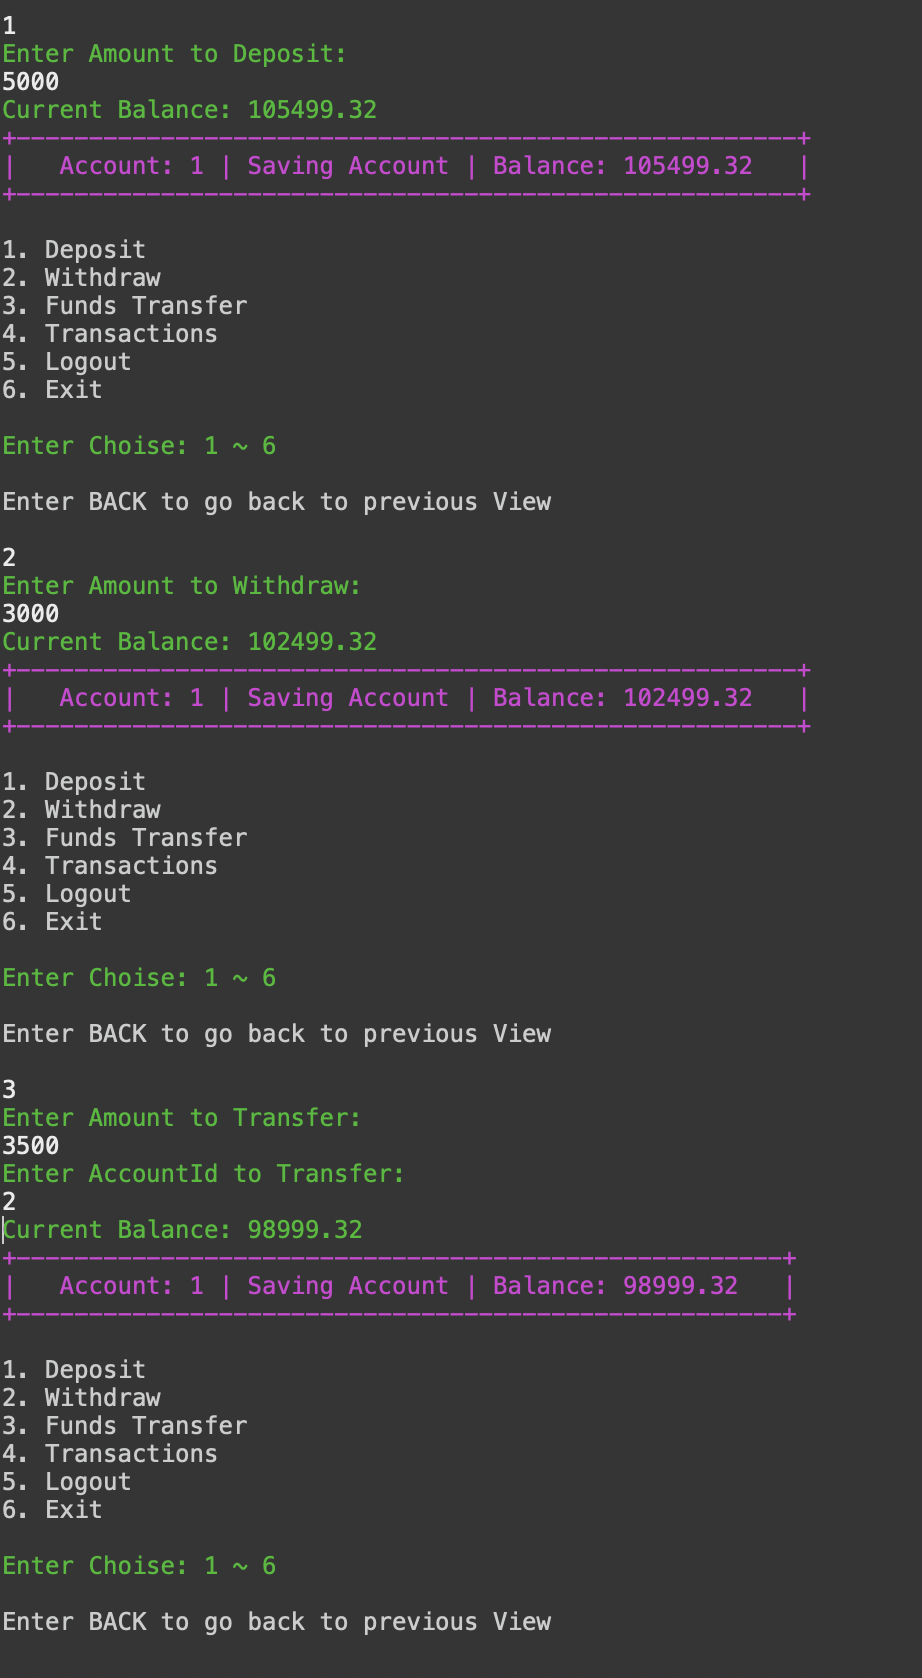 1
Enter Amount to Deposit:
5000
Current Balance: 105499.32
+------------------------------------------------------+
|   Account: 1 | Saving Account | Balance: 105499.32   |
+------------------------------------------------------+
1. Deposit
2. Withdraw
3. Funds Transfer
4. Transactions
5. Logout
6. Exit
Enter Choise: 1 ~ 6
Enter BACK to go back to previous View
2
Enter Amount to Withdraw:
3000
Current Balance: 102499.32
+------------------------------------------------------+
|   Account: 1 | Saving Account | Balance: 102499.32   |
+------------------------------------------------------+
1. Deposit
2. Withdraw
3. Funds Transfer
4. Transactions
5. Logout
6. Exit
Enter Choise: 1 ~ 6
Enter BACK to go back to previous View
3
Enter Amount to Transfer:
3500
Enter AccountId to Transfer:
2
Current Balance: 98999.32
+-----------------------------------------------------+
|   Account: 1 | Saving Account | Balance: 98999.32   |
+-----------------------------------------------------+
1. Deposit
2. Withdraw
3. Funds Transfer
4. Transactions
5. Logout
6. Exit
Enter Choise: 1 ~ 6
Enter BACK to go back to previous View